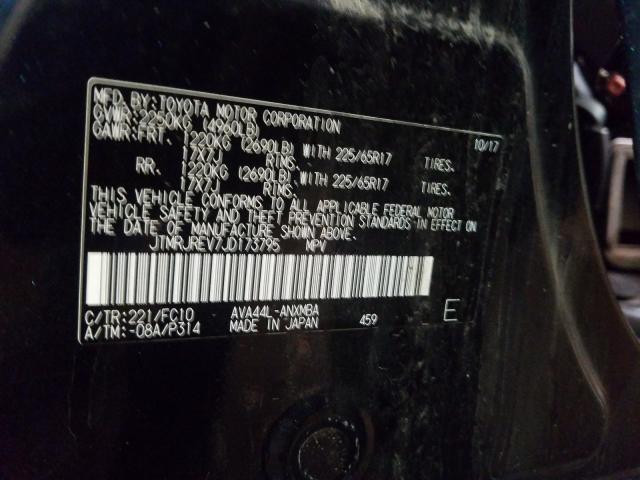 MFD. BY: TOYOTA MOTOR CORPORATION 10/17
GVWR: 2250KG (4960LB)
GAWR: FRT. 1220KG (2690LB) WITH 225/65R17 TIRES.
17X7J RIMS.
RR. 1220KG (2690LB) WITH 225/65R17 TIRES.
17X7J RIMS.
THIS VEHICLE CONFORMS TO ALL APPLICABLE FEDERAL MOTOR
VEHICLE SAFETY AND THEFT PREVENTION STANDARDS IN EFFECT ON
THE DATE OF MANUFACTURE SHOWN ABOVE.
JTMRJREV7JD173795 MPV
C/TR: 221/FC10 AVA44L-ANXMBA
A/TM: -08A/P314 MADE IN JAPAN 459 E